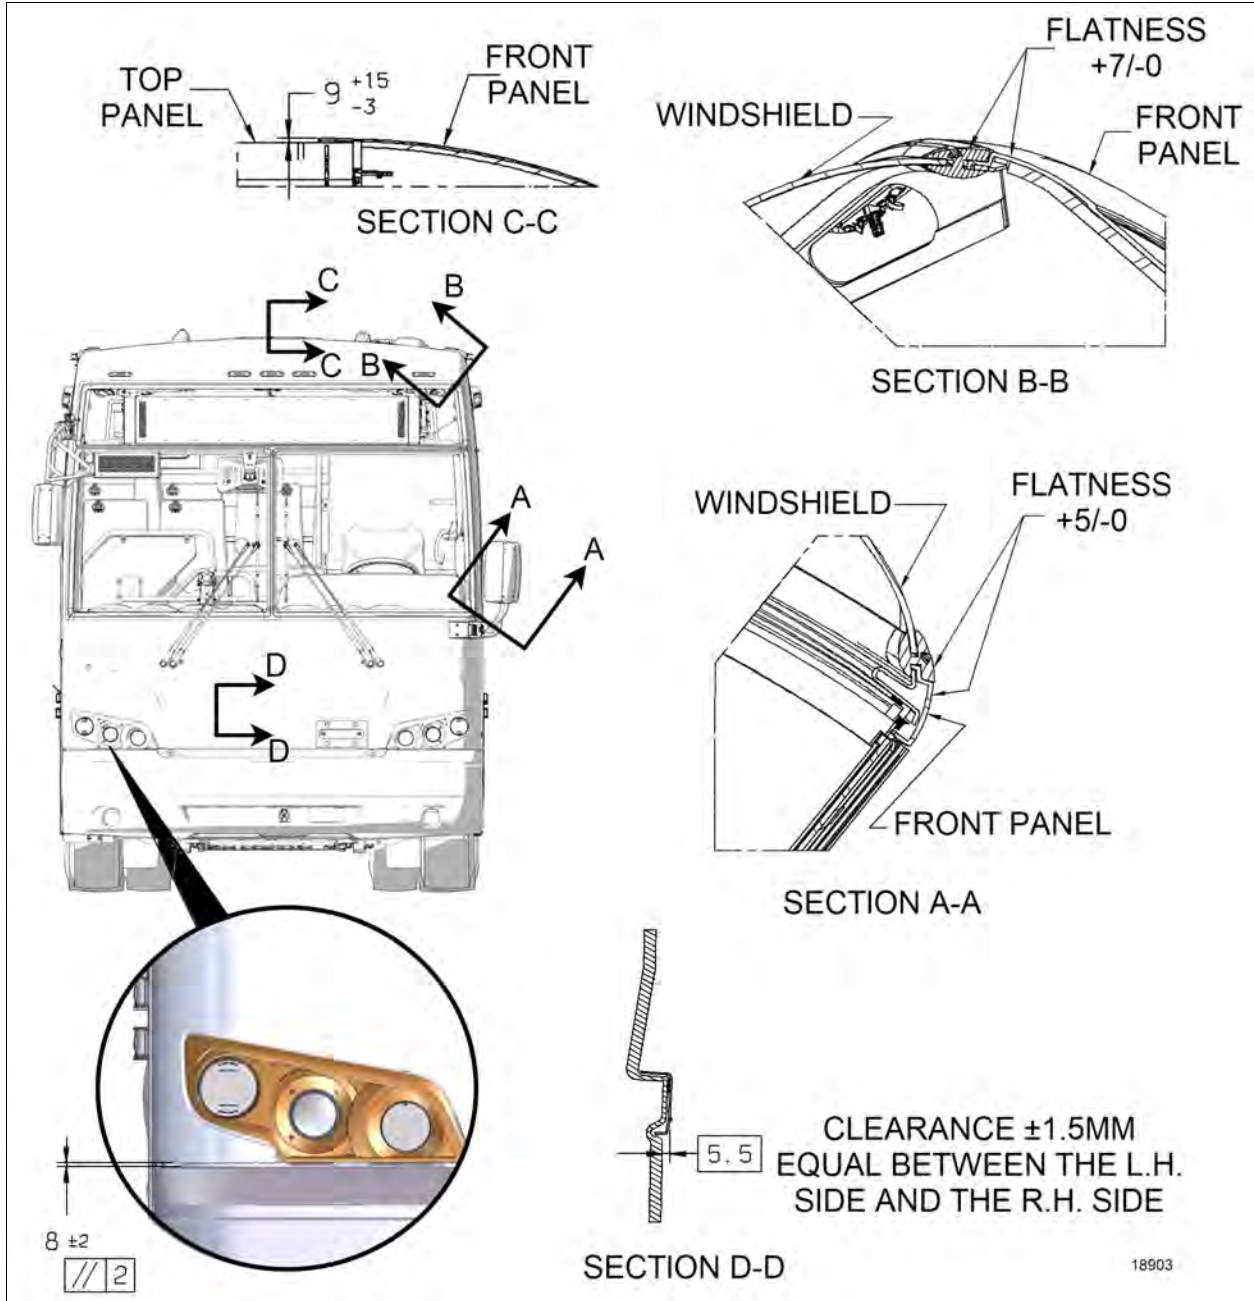 TOP
PANEL
9 +15
-3
FRONT
PANEL
SECTION C-C
FLATNESS
+7/-0
WINDSHIELD
FRONT
PANEL
SECTION B-B
C
C
B
B
A
A
D
D
WINDSHIELD
FLATNESS
+5/-0
FRONT PANEL
SECTION A-A
8 ±2
// 2
5.5
CLEARANCE ±1.5MM
EQUAL BETWEEN THE L.H.
SIDE AND THE R.H. SIDE
SECTION D-D
18903